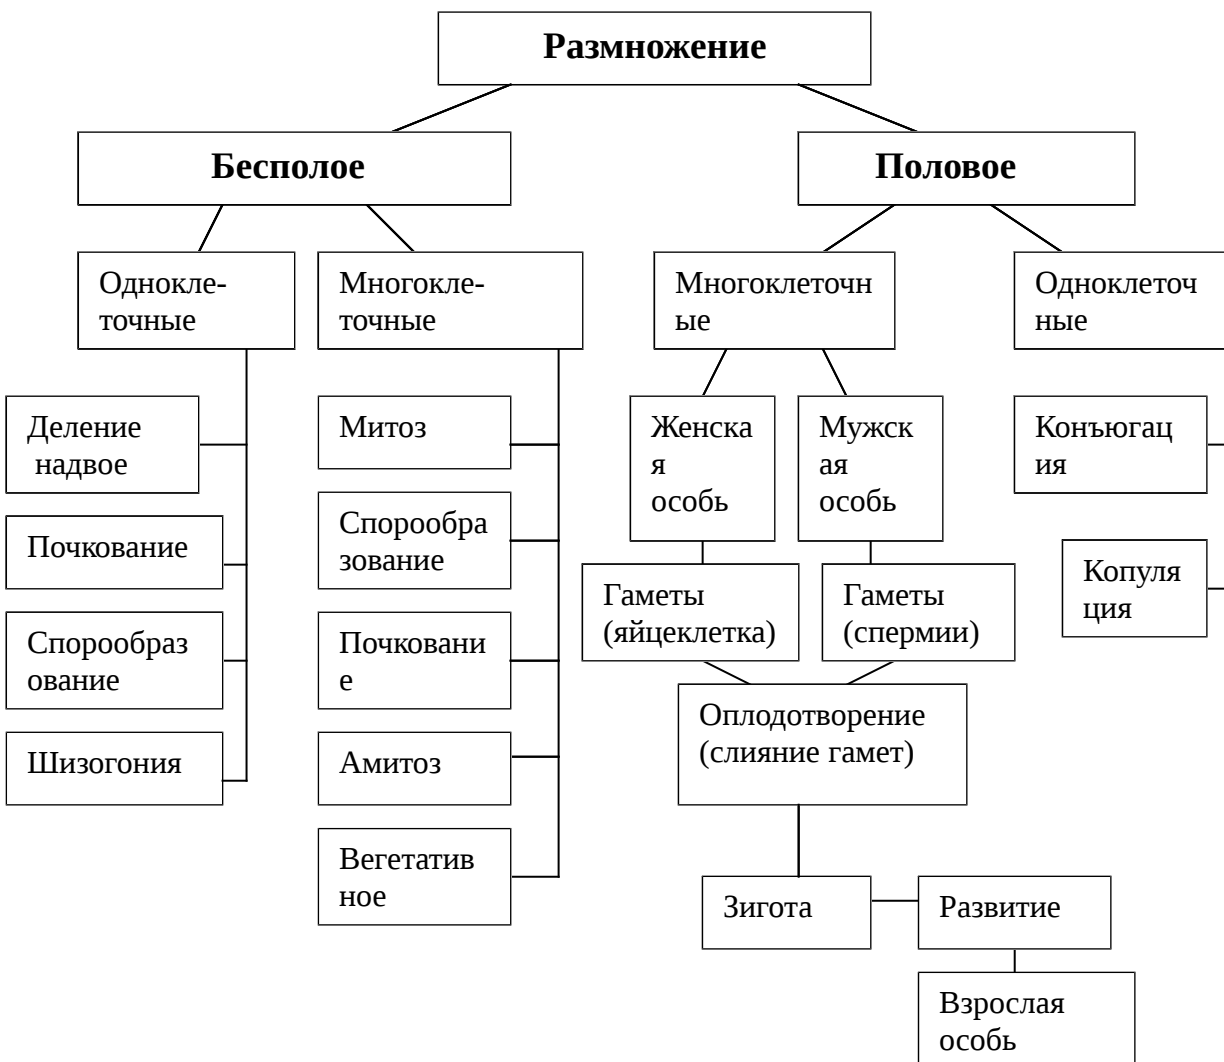 Размножение
Бесполое
Половое
Однокле-
точные
Многокле-
точные
Многоклеточн
ые
Одноклеточ
ные
Деление
надвое
Почкование
Спорообраз
ование
Шизогония
Митоз
Спорообра
зование
Почковани
е
Амитоз
Вегетатив
ное
Женска
я
особь
Мужск
ая
особь
Гаметы
(яйцеклетка)
Гаметы
(спермии)
Оплодотворение
(слияние гамет)
Зигота
Развитие
Взрослая
особь
Конъюгац
ия
Копуля
ция